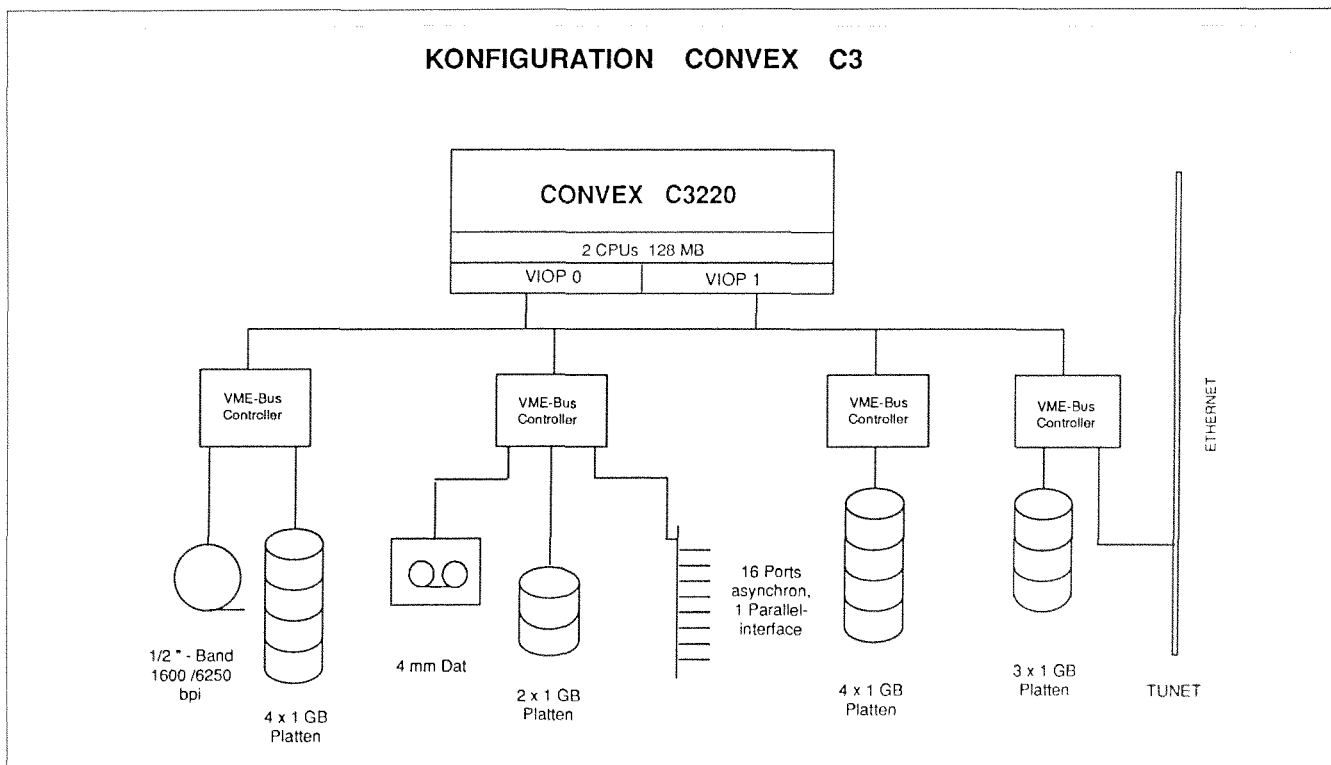 KONFIGURATION CONVEX C3
CONVEX C3220
2 CPUs 128 MB
VIOP 0
VIOP 1
VME-Bus
Controller
VME-Bus
Controller
VME-Bus
Controller
VME-Bus
Controller
ETHERNET
1/2 " - Band
1600 /6250
bpi
4 x 1 GB
Platten
4 mm Dat
2 x 1 GB
Platten
16 Ports
asynchron,
1 Parallel-
interface
4 x 1 GB
Platten
3 x 1 GB
Platten
TUNET